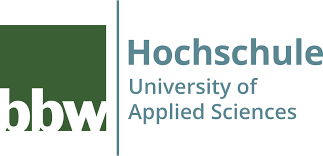 bbw
Hochschule
University of
Applied Sciences